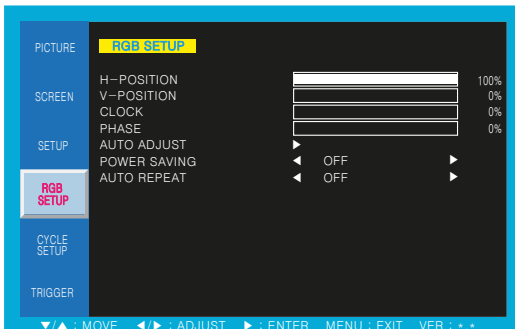 PICTURE
SCREEN
SETUP
RGB
SETUP
CYCLE
SETUP
TRIGGER
RGB SETUP
H-POSITION 100%
V-POSITION 0%
CLOCK 0%
PHASE 0%
AUTO ADJUST ▶
POWER SAVING ◀ OFF ▶
AUTO REPEAT ◀ OFF ▶
▼/▲ : MOVE ◀/▶ : ADJUST ▶ : ENTER MENU : EXIT VER : * *